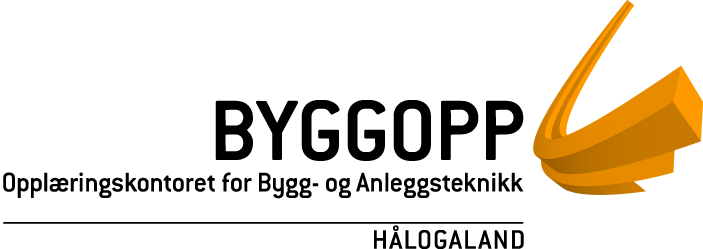 BYGGOPP
Opplæringskontoret for Bygg- og Anleggsteknikk
HÅLOGALAND